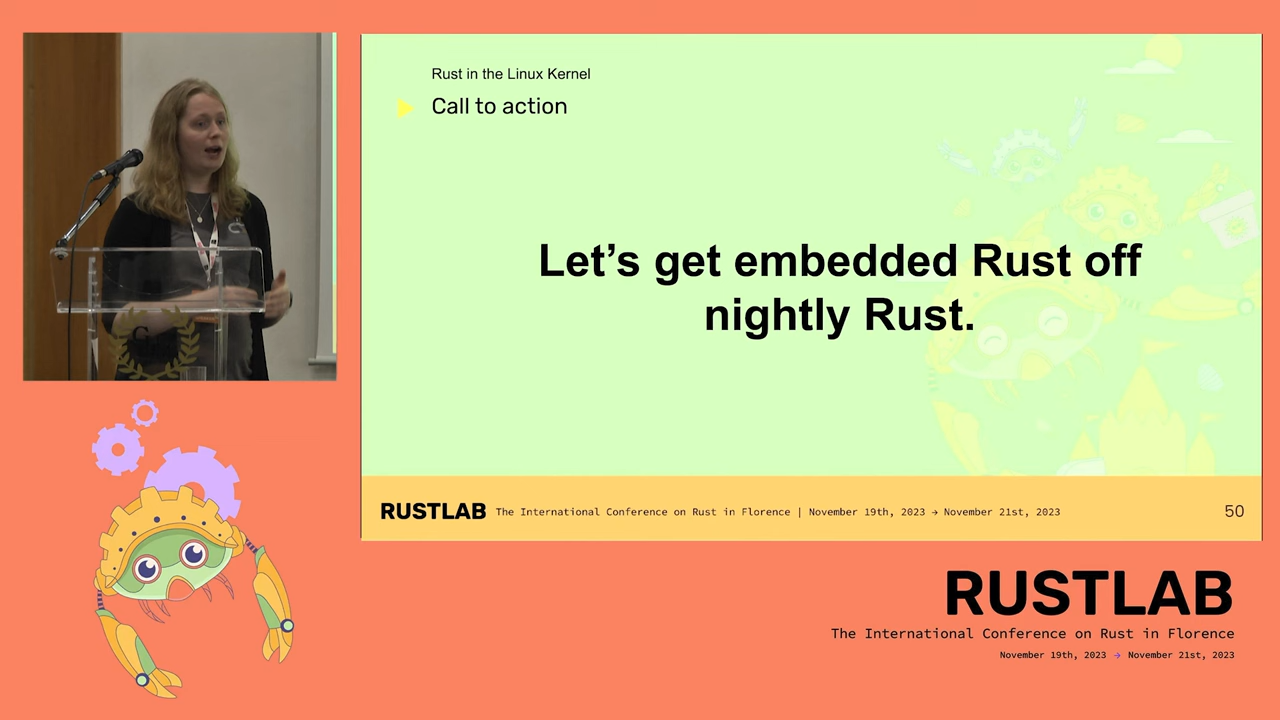 Rust in the Linux Kernel
Call to action
Let’s get embedded Rust off
nightly Rust.
RUSTLAB The International Conference on Rust in Florence | November 19th, 2023 → November 21st, 2023 50
RUSTLAB
The International Conference on Rust in Florence
November 19th, 2023 → November 21st, 2023